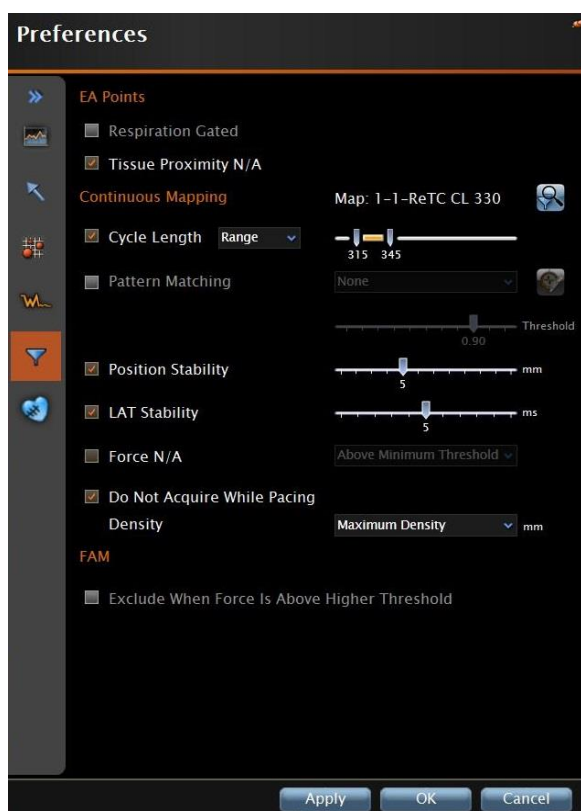 Preferences
EA Points
Respiration Gated
Tissue Proximity N/A
Continuous Mapping Map: 1-1-ReTC CL 330
Cycle Length Range
315 345
Pattern Matching None
Threshold
0.90
Position Stability mm
5
LAT Stability ms
5
Force N/A Above Minimum Threshold
Do Not Acquire While Pacing
Density Maximum Density mm
FAM
Exclude When Force Is Above Higher Threshold
Apply OK Cancel